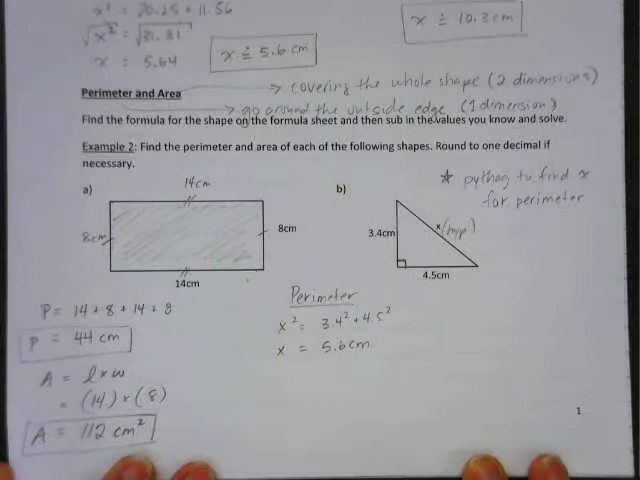 x² = 20.25 + 11.56
√x² = √31.81
x = 5.64
x ≐ 5.6 cm
x ≐ 10.3 cm
Perimeter and Area
→ covering the whole shape (2 dimensions)
→ go around the outside edge (1 dimension)
Find the formula for the shape on the formula sheet and then sub in the values you know and solve.
Example 2: Find the perimeter and area of each of the following shapes. Round to one decimal if
necessary.
a)
14cm
8cm
8cm
14cm
P = 14 + 8 + 14 + 8
P = 44 cm
A = l x w
= (14) x (8)
A = 112 cm²
b)
* pythag to find x
for perimeter
3.4cm
x (hyp)
4.5cm
Perimeter
x² = 3.4² + 4.5²
x = 5.6cm
1